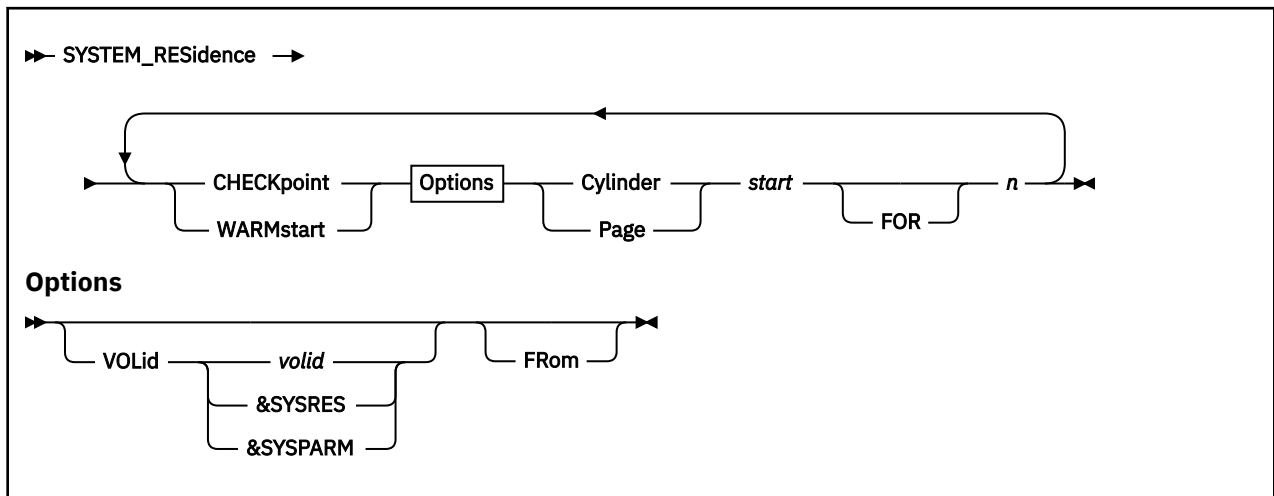 SYSTEM_RESidence
CHECKpoint Options Cylinder start n
WARMstart Page FOR
Options
VOLid volid FRom
&SYSRES
&SYSPARM